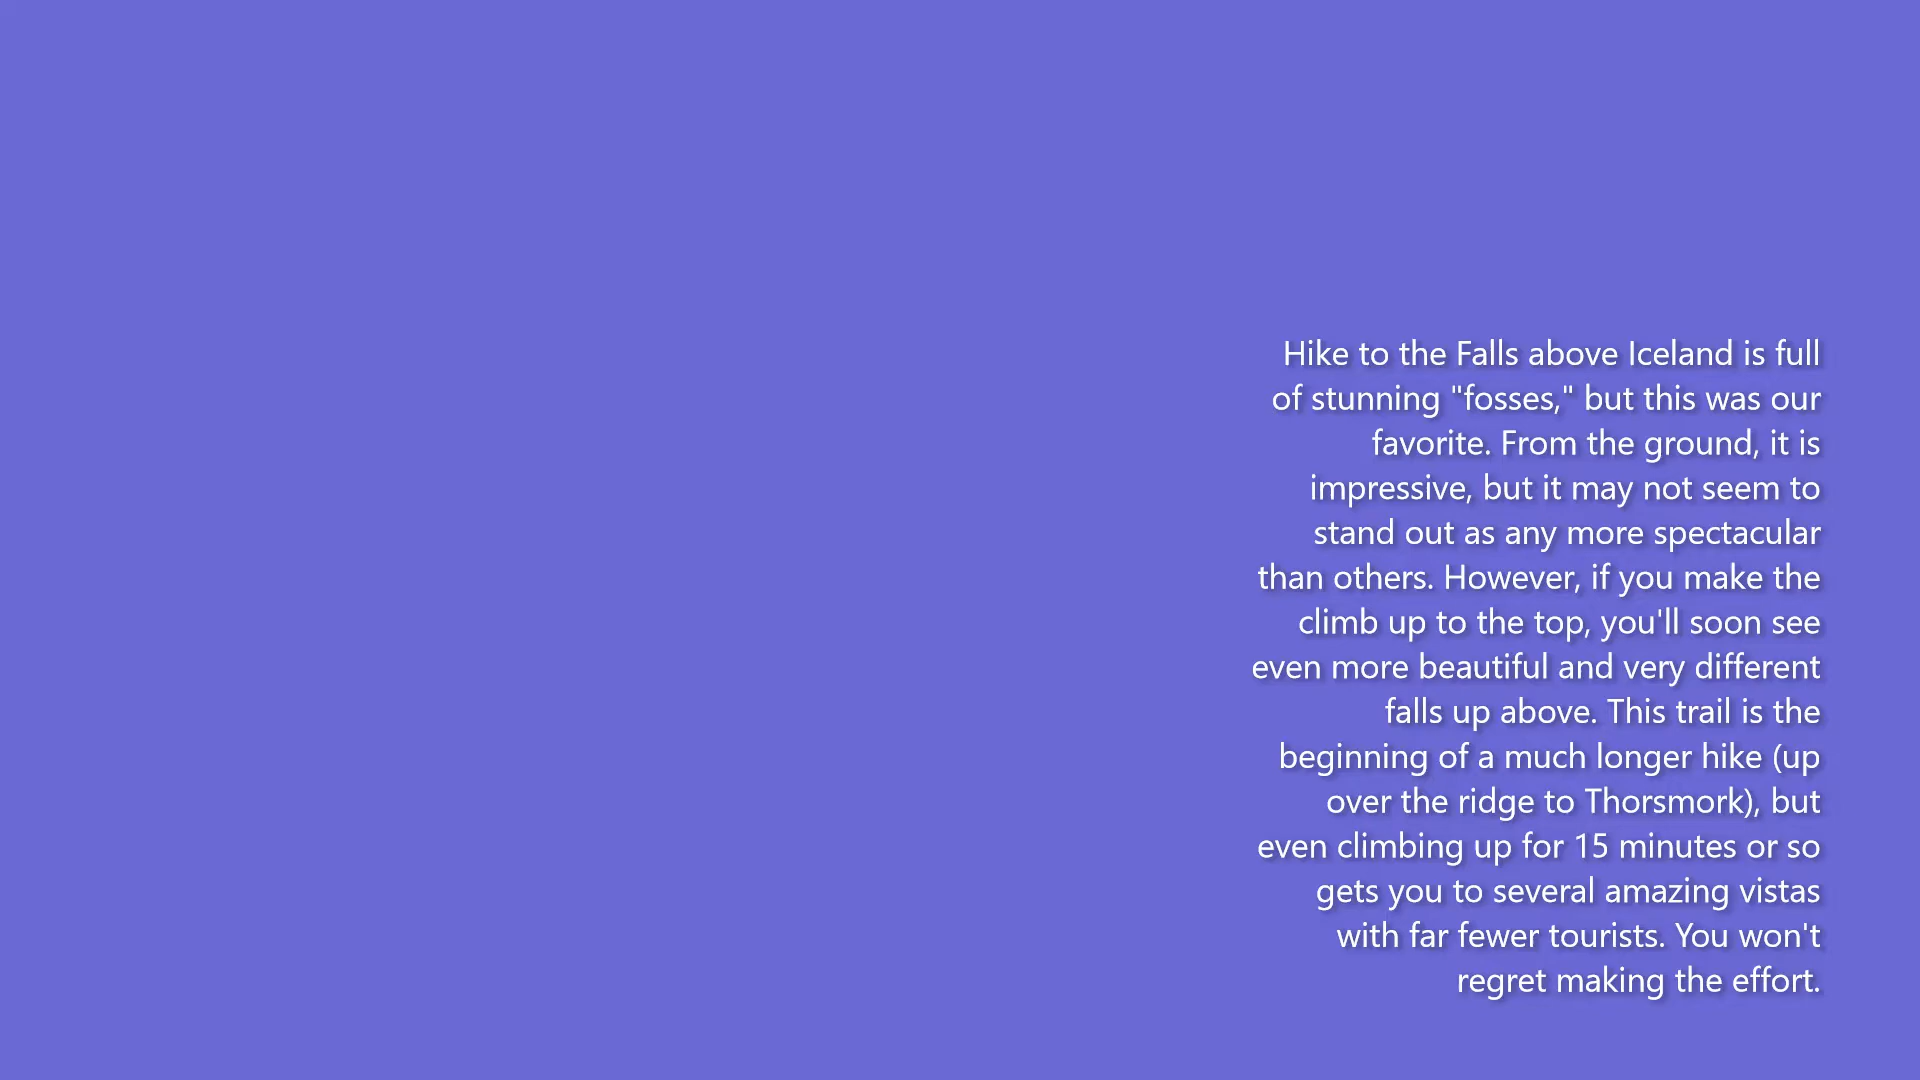 Hike to the Falls above Iceland is full
of stunning "fosses," but this was our
favorite. From the ground, it is
impressive, but it may not seem to
stand out as any more spectacular
than others. However, if you make the
climb up to the top, you'll soon see
even more beautiful and very different
falls up above. This trail is the
beginning of a much longer hike (up
over the ridge to Thorsmork), but
even climbing up for 15 minutes or so
gets you to several amazing vistas
with far fewer tourists. You won't
regret making the effort.